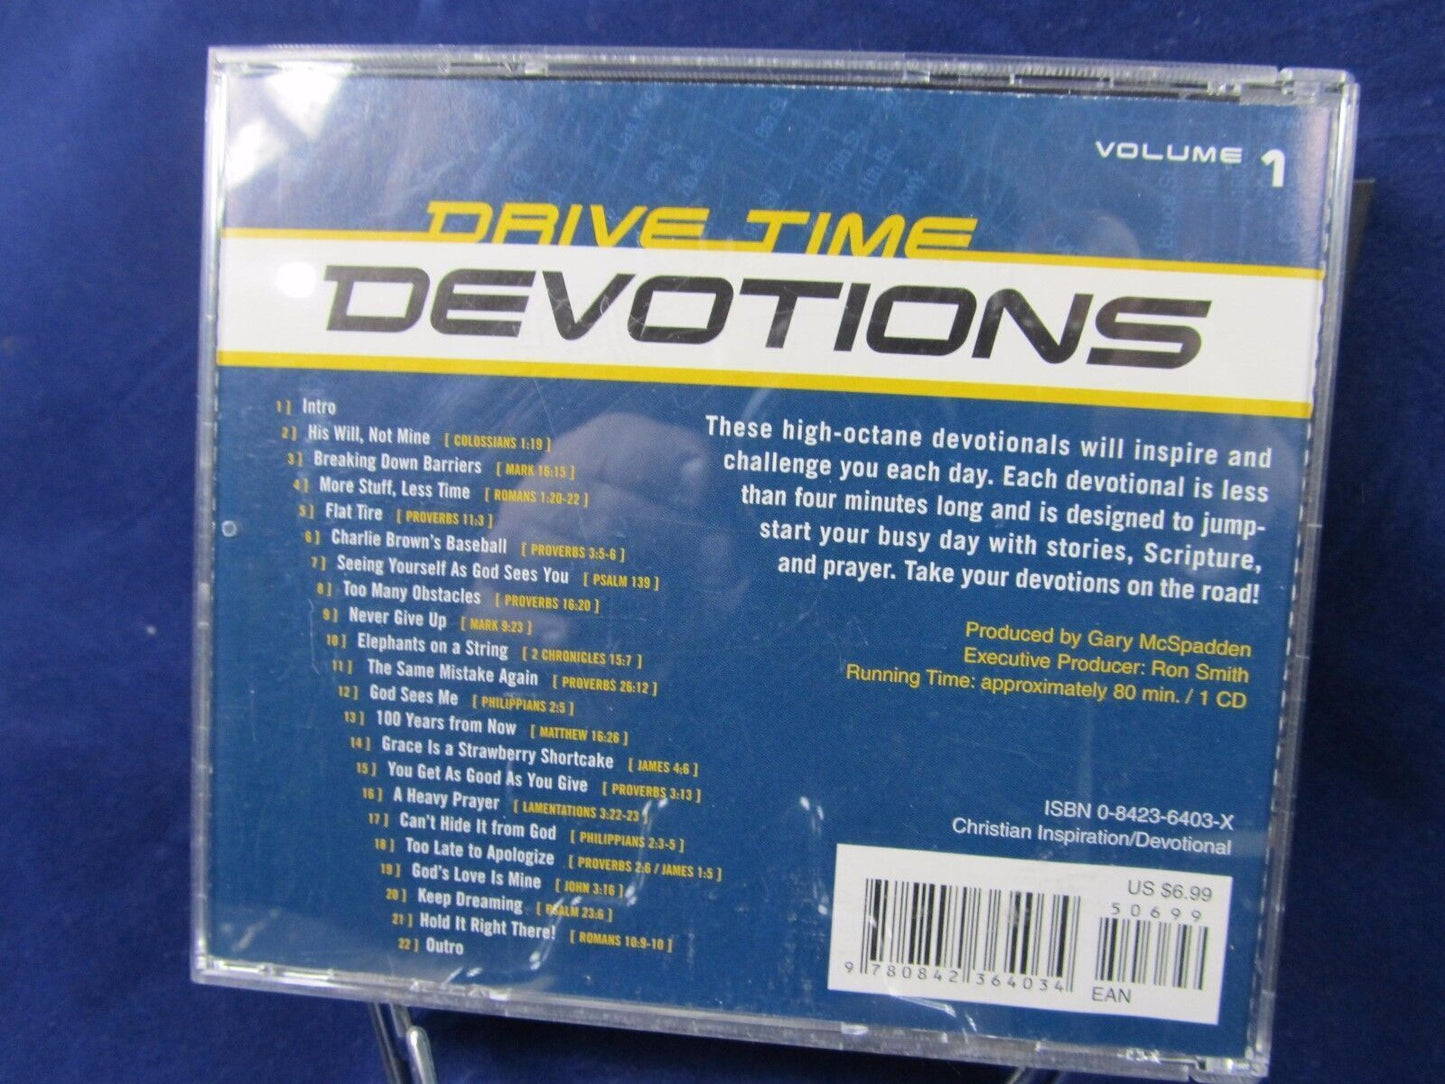 VOLUME 1
DRIVE TIME
DEVOTIONS
1] Intro
2] His Will, Not Mine [ COLOSSIANS 1:19 ]
3] Breaking Down Barriers [ MARK 16:15 ]
4] More Stuff, Less Time [ ROMANS 1:20-22 ]
5] Flat Tire [ PROVERBS 11:3 ]
6] Charlie Brown's Baseball [ PROVERBS 3:5-6 ]
7] Seeing Yourself As God Sees You [ PSALM 139 ]
8] Too Many Obstacles [ PROVERBS 16:20 ]
9] Never Give Up [ MARK 9:23 ]
10] Elephants on a String [ 2 CHRONICLES 15:7 ]
11] The Same Mistake Again [ PROVERBS 26:12 ]
12] God Sees Me [ PHILIPPIANS 2:5 ]
13] 100 Years from Now [ MATTHEW 16:26 ]
14] Grace Is a Strawberry Shortcake [ JAMES 4:6 ]
15] You Get As Good As You Give [ PROVERBS 3:13 ]
16] A Heavy Prayer [ LAMENTATIONS 3:22-23 ]
17] Can't Hide It from God [ PHILIPPIANS 2:3-5 ]
18] Too Late to Apologize [ PROVERBS 2:6 / JAMES 1:5 ]
19] God's Love Is Mine [ JOHN 3:16 ]
20] Keep Dreaming [ PSALM 23:6 ]
21] Hold It Right There! [ ROMANS 10:9-10 ]
22] Outro
These high-octane devotionals will inspire and
challenge you each day. Each devotional is less
than four minutes long and is designed to jump-
start your busy day with stories, Scripture,
and prayer. Take your devotions on the road!
Produced by Gary McSpadden
Executive Producer: Ron Smith
Running Time: approximately 80 min. / 1 CD
ISBN 0-8423-6403-X
Christian Inspiration/Devotional
US $6.99
50699
9 780842 364034
EAN